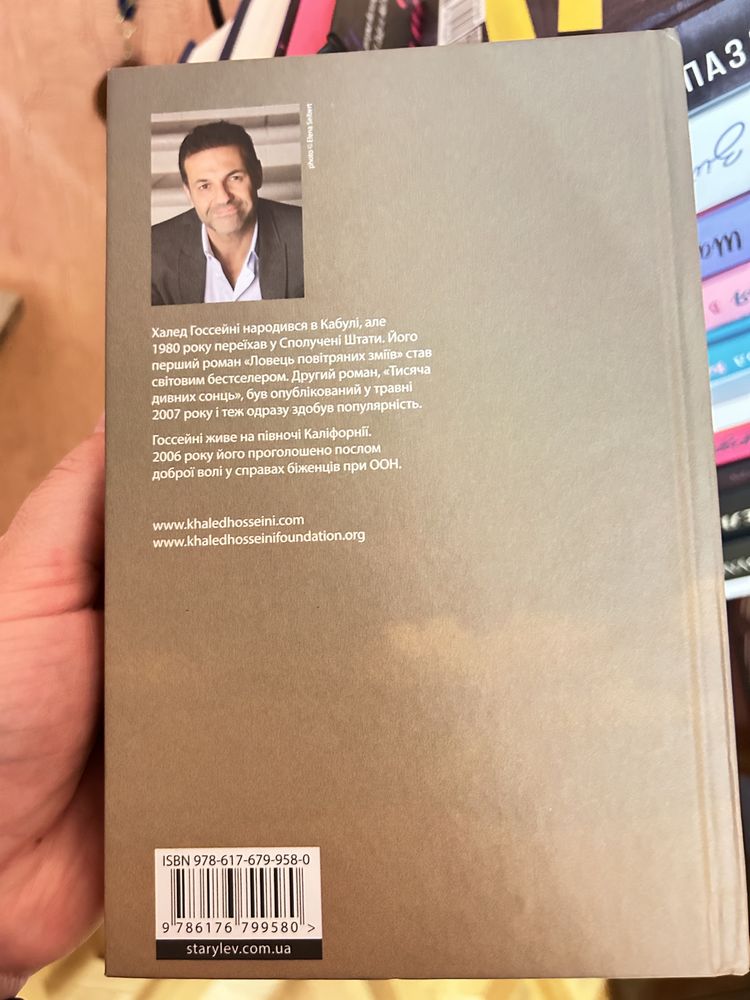 photo © Elena Seibert
Халед Госсейні народився в Кабулі, але
1980 року переїхав у Сполучені Штати. Його
перший роман «Ловець повітряних зміїв» став
світовим бестселером. Другий роман, «Тисяча
дивних сонць», був опублікований у травні
2007 року і теж одразу здобув популярність.
Госсейні живе на півночі Каліфорнії.
2006 року його проголошено послом
доброї волі у справах біженців при ООН.
www.khaledhosseini.com
www.khaledhosseinifoundation.org
ISBN 978-617-679-958-0
9 786176 799580 >
starylev.com.ua